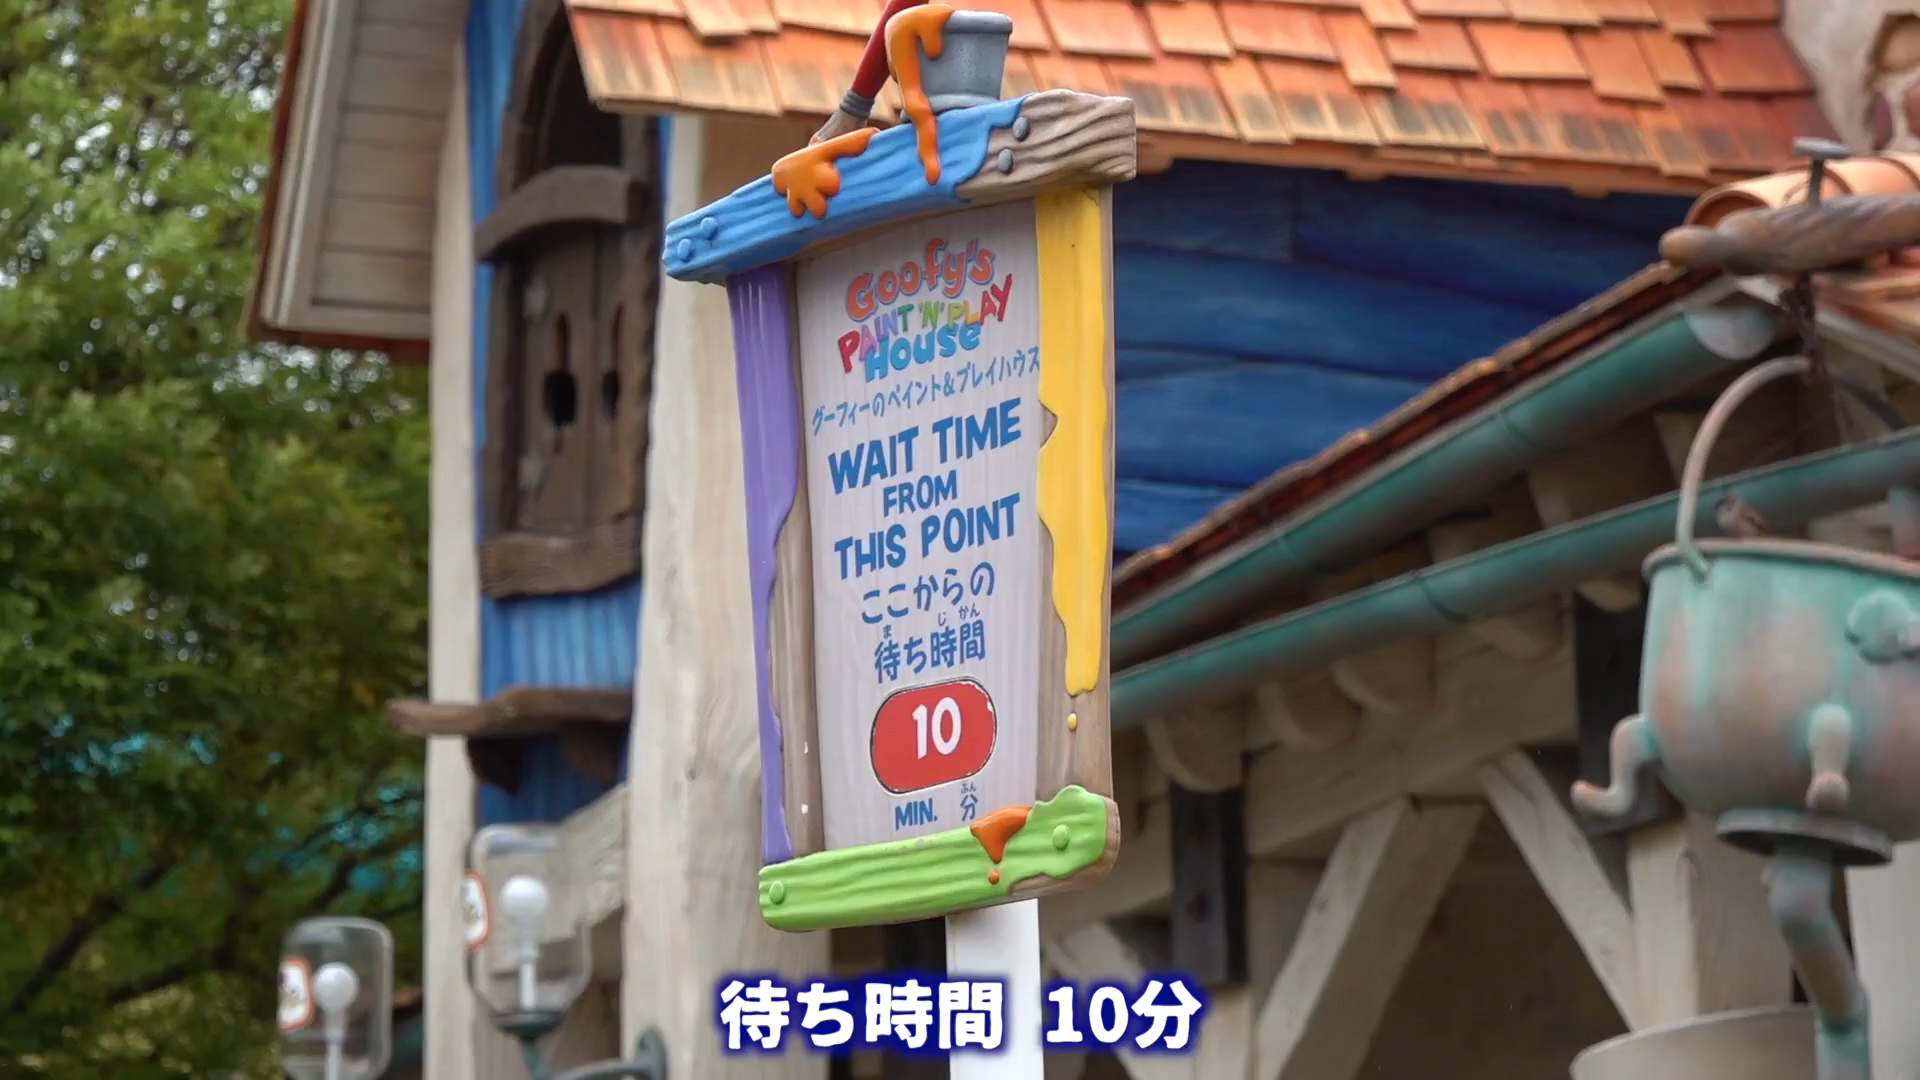 Goofy's
PAINT 'N' PLAY
House
グーフィーのペイント&プレイハウス
WAIT TIME
FROM
THIS POINT
ここからの
ま じ かん
待ち時間
10
ふん
MIN. 分
待ち時間 10分